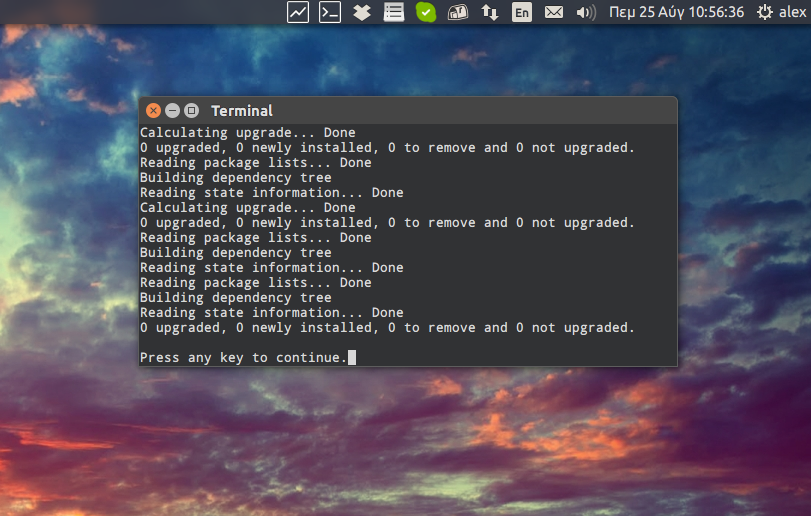 En
Πεμ 25 Αύγ 10:56:36
alex
Terminal
Calculating upgrade... Done
0 upgraded, 0 newly installed, 0 to remove and 0 not upgraded.
Reading package lists... Done
Building dependency tree
Reading state information... Done
Calculating upgrade... Done
0 upgraded, 0 newly installed, 0 to remove and 0 not upgraded.
Reading package lists... Done
Building dependency tree
Reading state information... Done
Reading package lists... Done
Building dependency tree
Reading state information... Done
0 upgraded, 0 newly installed, 0 to remove and 0 not upgraded.
Press any key to continue.